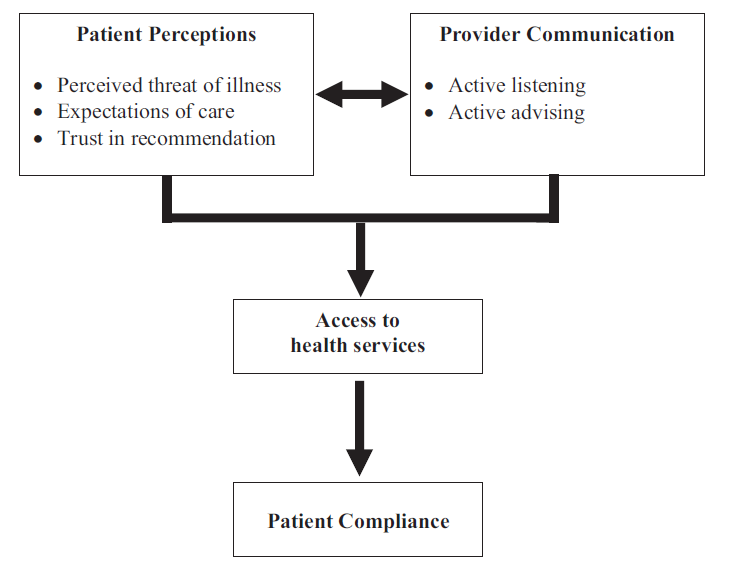 Patient Perceptions
• Perceived threat of illness
• Expectations of care
• Trust in recommendation
Provider Communication
• Active listening
• Active advising
Access to
health services
Patient Compliance